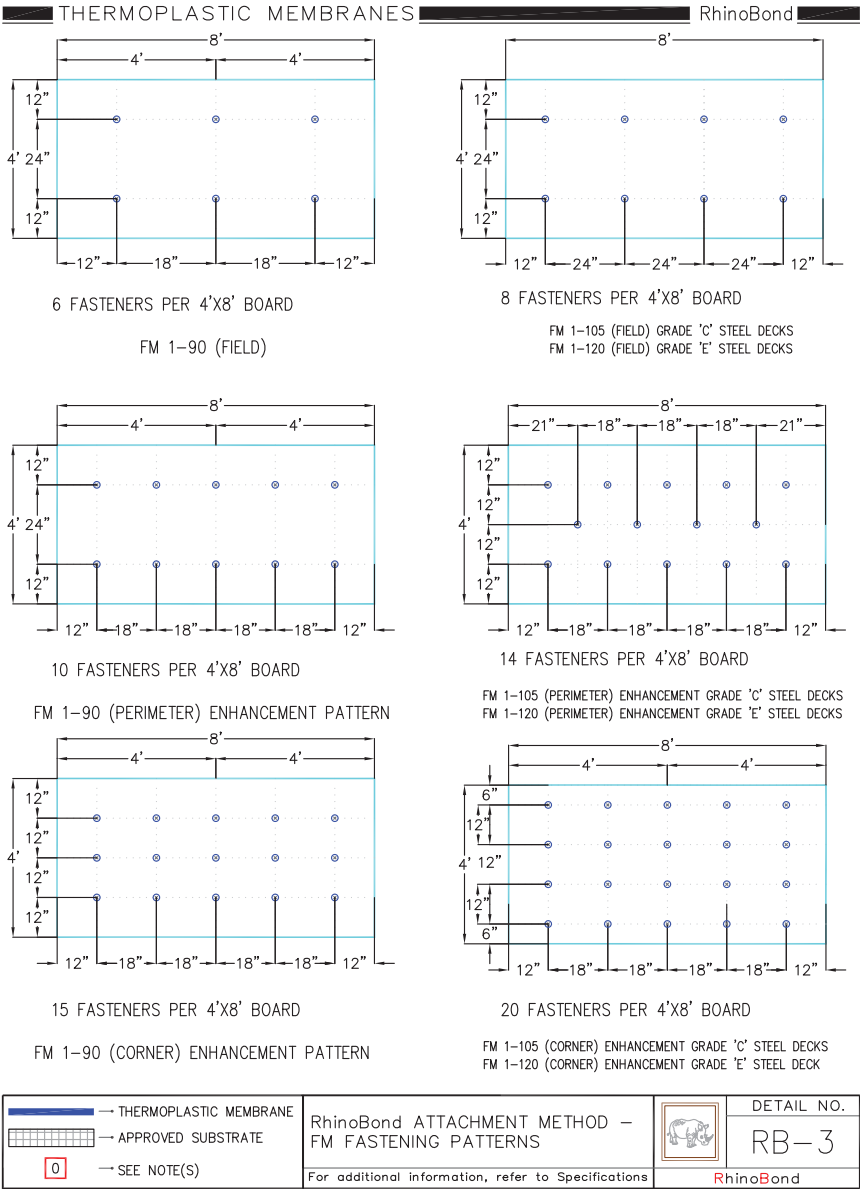 THERMOPLASTIC MEMBRANES RhinoBond
8'
4' 4'
12"
4' 24"
12"
12" 18" 18" 12"
6 FASTENERS PER 4'X8' BOARD
FM 1-90 (FIELD)
8'
12"
4' 24"
12"
12" 24" 24" 24" 12"
8 FASTENERS PER 4'X8' BOARD
FM 1-105 (FIELD) GRADE 'C' STEEL DECKS
FM 1-120 (FIELD) GRADE 'E' STEEL DECKS
8'
4' 4'
12"
4' 24"
12"
12" 18" 18" 18" 18" 12"
10 FASTENERS PER 4'X8' BOARD
FM 1-90 (PERIMETER) ENHANCEMENT PATTERN
8'
21" 18" 18" 18" 21"
12"
12"
4'
12"
12"
12" 18" 18" 18" 18" 12"
14 FASTENERS PER 4'X8' BOARD
FM 1-105 (PERIMETER) ENHANCEMENT GRADE 'C' STEEL DECKS
FM 1-120 (PERIMETER) ENHANCEMENT GRADE 'E' STEEL DECKS
8'
4' 4'
12"
12"
4'
12"
12"
12" 18" 18" 18" 18" 12"
15 FASTENERS PER 4'X8' BOARD
FM 1-90 (CORNER) ENHANCEMENT PATTERN
8'
4' 4'
6"
12"
4' 12"
12"
6"
12" 18" 18" 18" 18" 12"
20 FASTENERS PER 4'X8' BOARD
FM 1-105 (CORNER) ENHANCEMENT GRADE 'C' STEEL DECKS
FM 1-120 (CORNER) ENHANCEMENT GRADE 'E' STEEL DECK
THERMOPLASTIC MEMBRANE
APPROVED SUBSTRATE
0 SEE NOTE(S)
RhinoBond ATTACHMENT METHOD -
FM FASTENING PATTERNS
For additional information, refer to Specifications
DETAIL NO.
RB-3
RhinoBond